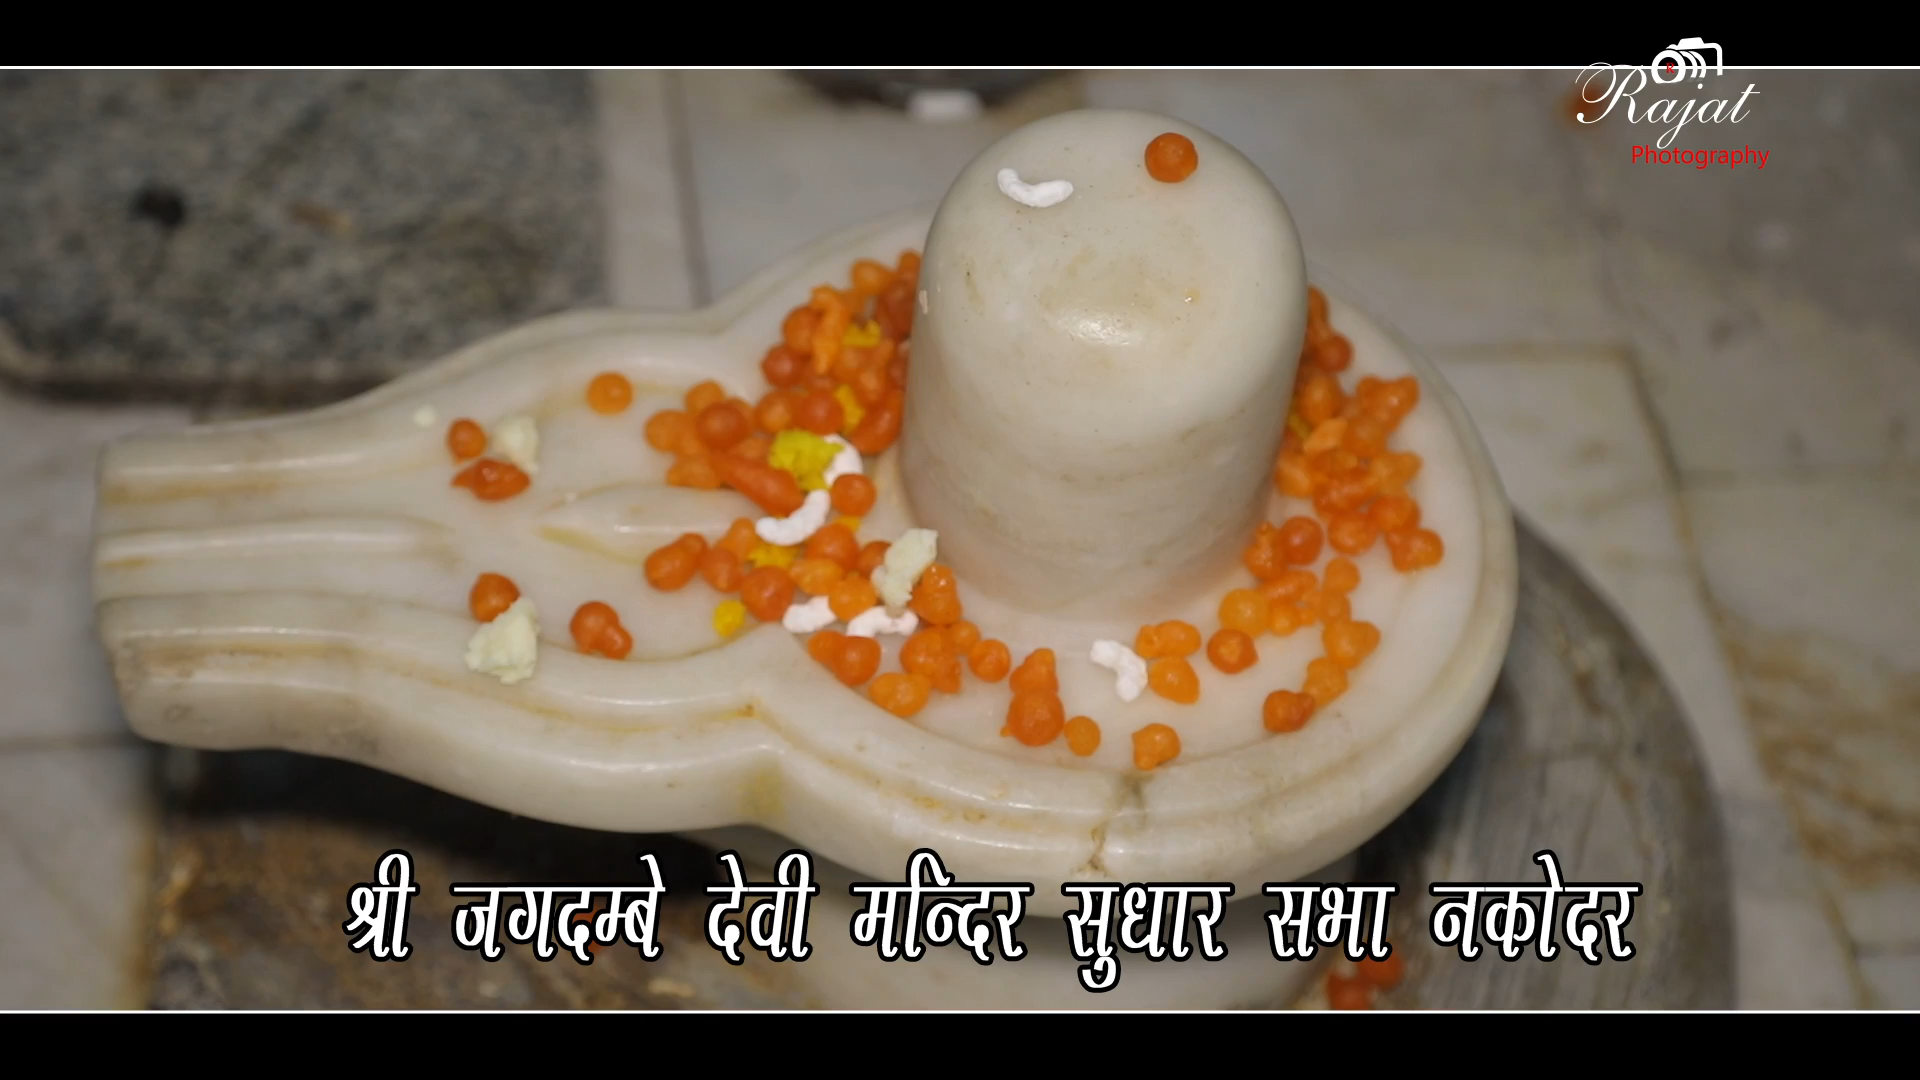 Rajat
Photography
श्री जगदम्बे देवी मन्दिर सुधार सभा नकोदर